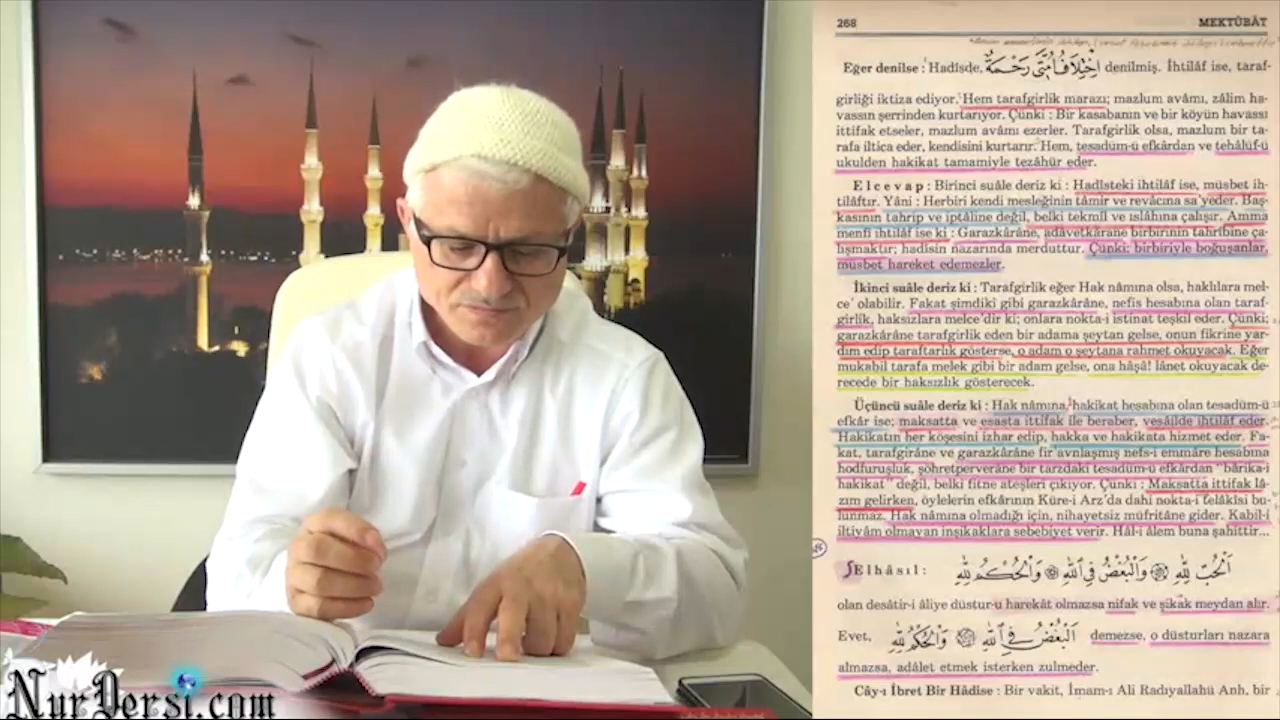 268 MEKTÛBÂT
Eğer denilse : Hadîsde, اِخْتِلَافُ اُمَّتٖى رَحْمَةٌ denilmiş. İhtilâf ise, taraf-
girliği iktiza ediyor. Hem tarafgirlik marazı; mazlum avâmı, zâlim ha-
vassın şerrinden kurtarıyor. Çünki : Bir kasabanın ve bir köyün havassı
ittifak etseler, mazlum avâmı ezerler. Tarafgirlik olsa, mazlum bir ta-
rafa iltica eder, kendisini kurtarır. Hem, tesadüm-ü efkârdan ve tehâlüf-ü
ukulden hakikat tamamiyle tezâhür eder.
Elcevap : Birinci suâle deriz ki : Hadîsteki ihtilâf ise, müsbet ih-
tilâftır. Yâni : Herbiri kendi mesleğinin tâmir ve revâcına sa'yeder. Baş-
kasının tahrip ve iptâline değil, belki tekmîl ve ıslâhına çalışır. Amma
menfî ihtilâf ise ki : Garazkârâne, adâvetkârâne birbirinin tahribine ça-
lışmaktır; hadîsin nazarında merduttur. Çünki; birbiriyle boğuşanlar,
müsbet hareket edemezler.
İkinci suâle deriz ki : Tarafgirlik eğer Hak nâmına olsa, haklılara mel-
ce' olabilir. Fakat şimdiki gibi garazkârâne, nefis hesabına olan taraf-
girlik, haksızlara melce'dir ki; onlara nokta-i istinat teşkil eder. Çünki;
garazkârâne tarafgirlik eden bir adama şeytan gelse, onun fikrine yar-
dım edip taraftarlık gösterse, o adam o şeytana rahmet okuyacak. Eğer
mukabil tarafa melek gibi bir adam gelse, ona hâşâ! lânet okuyacak de-
recede bir haksızlık gösterecek.
Üçüncü suâle deriz ki : Hak nâmına, hakikat hesabına olan tesadüm-ü
efkâr ise; maksatta ve esasta ittifak ile beraber, vesâilde ihtilâf eder.
Hakikatın her köşesini izhar edip, hakka ve hakikata hizmet eder. Fa-
kat, tarafgirâne ve garazkârâne fir'avnlaşmış nefs-i emmâre hesabına
hodfuruşluk, şöhretperverâne bir tarzdaki tesadüm-ü efkârdan "bârika-i
hakikat" değil, belki fitne ateşleri çıkıyor. Çünki : Maksatta ittifak lâ-
zım gelirken, öylelerin efkârının Küre-i Arz'da dahi nokta-i telâkîsi bu-
lunmaz. Hak nâmına olmadığı için, nihayetsiz müfritâne gider. Kabil-i
iltiyâm olmayan inşikaklara sebebiyet verir. Hâl-i âlem buna şahittir...
Elhâsıl : اَلْحُبُّ لِلّٰهِ وَالْبُغْضُ فِى اللّٰهِ وَالْحُكْمُ لِلّٰهِ
olan desâtir-i âliye düstur-u harekât olmazsa nifak ve şikak meydan alır.
Evet, اَلْبُغْضُ فِى اللّٰهِ وَالْحُكْمُ لِلّٰهِ demezse, o düsturları nazara
almazsa, adâlet etmek isterken zulmeder.
Cây-ı İbret Bir Hâdise : Bir vakit, İmam-ı Ali Radıyallahü Anh, bir
NurDersi.com